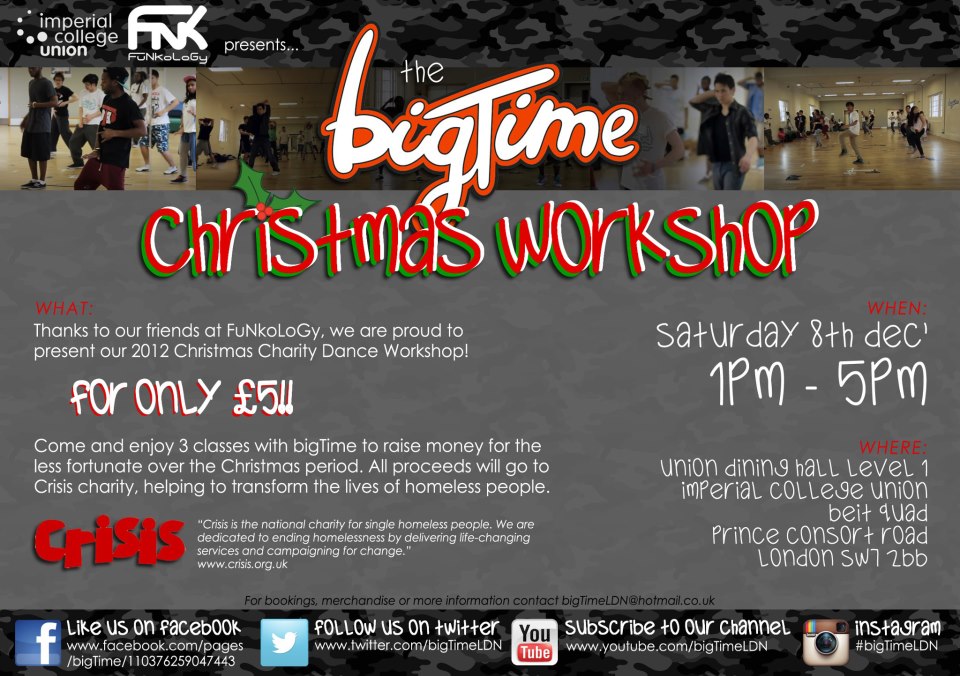 imperial
college
union
FNK
FuNKoLoGy
presents...
the
bigTime
Christmas Workshop
WHAT:
Thanks to our friends at FuNkoLoGy, we are proud to
present our 2012 Christmas Charity Dance Workshop!
for only £5!!
Come and enjoy 3 classes with bigTime to raise money for the
less fortunate over the Christmas period. All proceeds will go to
Crisis charity, helping to transform the lives of homeless people.
Crisis
“Crisis is the national charity for single homeless people. We are
dedicated to ending homelessness by delivering life-changing
services and campaigning for change.”
www.crisis.org.uk
WHEN:
Saturday 8th dec'
1pm - 5pm
WHERE:
union dining hall level 1
imperial college union
beit quad
prince consort road
London SW7 2bb
For bookings, merchandise or more information contact bigTimeLDN@hotmail.co.uk
f
Like us on facebook
www.facebook.com/pages
/bigTime/110376259047443
follow us on twitter
www.twitter.com/bigTimeLDN
You
Tube
Subscribe to our channel
www.youtube.com/bigTimeLDN
instagram
#bigTimeLDN